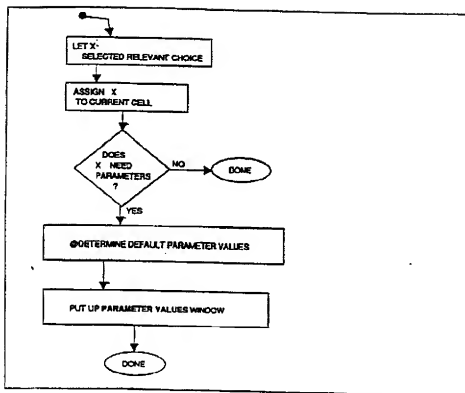 LET X-
SELECTED RELEVANT CHOICE
ASSIGN X
TO CURRENT CELL
DOES
X NEED
PARAMETERS
?
NO
DONE
YES
@DETERMINE DEFAULT PARAMETER VALUES
PUT UP PARAMETER VALUES WINDOW
DONE